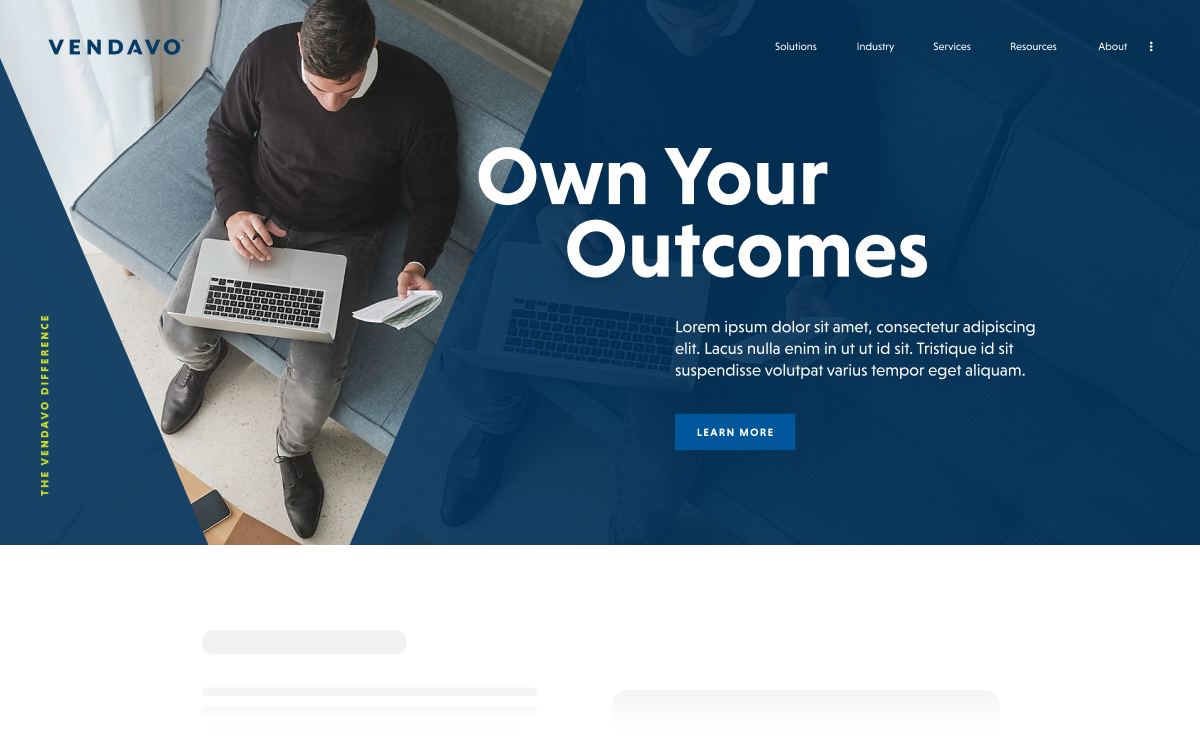 VENDAVO
Solutions
Industry
Services
Resources
About
Own Your
Outcomes
Lorem ipsum dolor sit amet, consectetur adipiscing
elit. Lacus nulla enim in ut ut id sit. Tristique id sit
suspendisse volutpat varius tempor eget aliquam.
LEARN MORE
THE VENDAVO DIFFERENCE